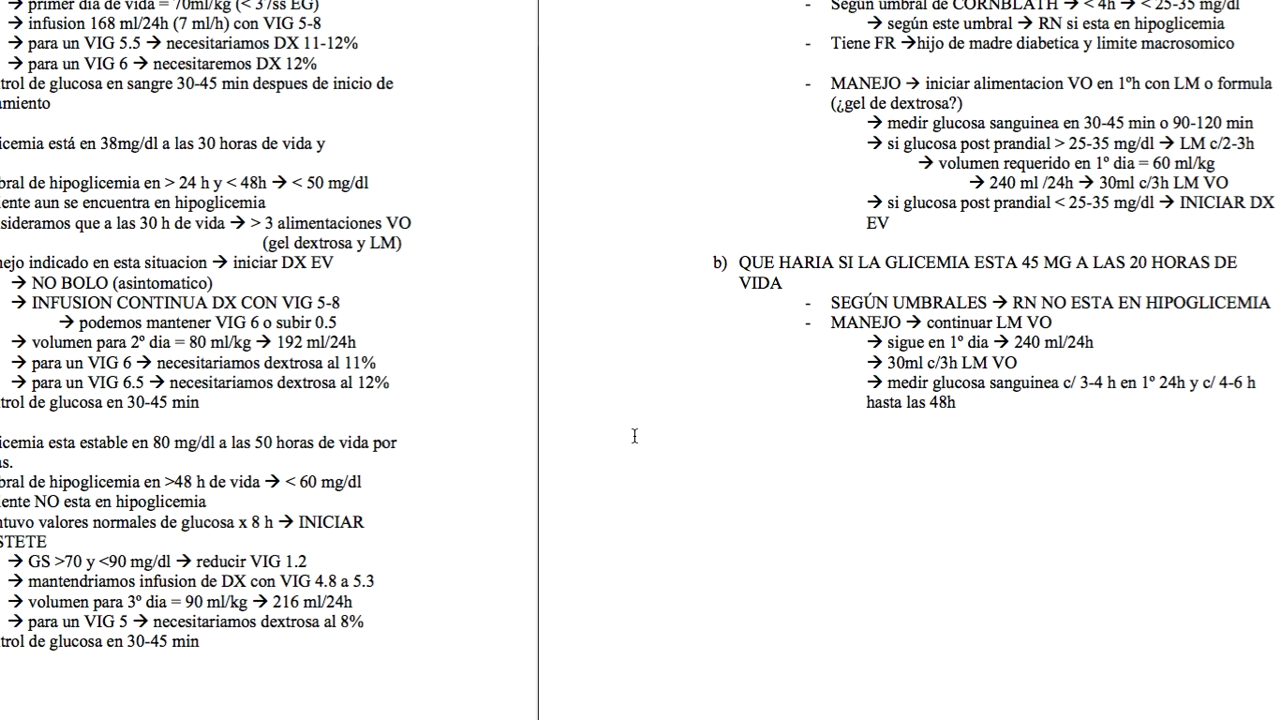 → primer dia de vida = 70ml/kg (< 37ss EG)
→ infusion 168 ml/24h (7 ml/h) con VIG 5-8
→ para un VIG 5.5 → necesitariamos DX 11-12%
→ para un VIG 6 → necesitaremos DX 12%
trol de glucosa en sangre 30-45 min despues de inicio de
amiento
icemia está en 38mg/dl a las 30 horas de vida y
bral de hipoglicemia en > 24 h y < 48h → < 50 mg/dl
ente aun se encuentra en hipoglicemia
sideramos que a las 30 h de vida → > 3 alimentaciones VO
(gel dextrosa y LM)
nejo indicado en esta situacion → iniciar DX EV
→ NO BOLO (asintomatico)
→ INFUSION CONTINUA DX CON VIG 5-8
→ podemos mantener VIG 6 o subir 0.5
→ volumen para 2º dia = 80 ml/kg → 192 ml/24h
→ para un VIG 6 → necesitariamos dextrosa al 11%
→ para un VIG 6.5 → necesitariamos dextrosa al 12%
trol de glucosa en 30-45 min
icemia esta estable en 80 mg/dl a las 50 horas de vida por
as.
bral de hipoglicemia en >48 h de vida → < 60 mg/dl
ente NO esta en hipoglicemia
ntuvo valores normales de glucosa x 8 h → INICIAR
STETE
→ GS >70 y <90 mg/dl → reducir VIG 1.2
→ mantendriamos infusion de DX con VIG 4.8 a 5.3
→ volumen para 3º dia = 90 ml/kg → 216 ml/24h
→ para un VIG 5 → necesitariamos dextrosa al 8%
trol de glucosa en 30-45 min
- Según umbral de CORNBLATH → < 4h → < 25-35 mg/dl
→ según este umbral → RN si esta en hipoglicemia
- Tiene FR →hijo de madre diabetica y limite macrosomico
- MANEJO → iniciar alimentacion VO en 1ºh con LM o formula
(¿gel de dextrosa?)
→ medir glucosa sanguinea en 30-45 min o 90-120 min
→ si glucosa post prandial > 25-35 mg/dl → LM c/2-3h
→ volumen requerido en 1º dia = 60 ml/kg
→ 240 ml /24h → 30ml c/3h LM VO
→ si glucosa post prandial < 25-35 mg/dl → INICIAR DX
EV
b) QUE HARIA SI LA GLICEMIA ESTA 45 MG A LAS 20 HORAS DE
VIDA
- SEGÚN UMBRALES → RN NO ESTA EN HIPOGLICEMIA
- MANEJO → continuar LM VO
→ sigue en 1º dia → 240 ml/24h
→ 30ml c/3h LM VO
→ medir glucosa sanguinea c/ 3-4 h en 1º 24h y c/ 4-6 h
hasta las 48h